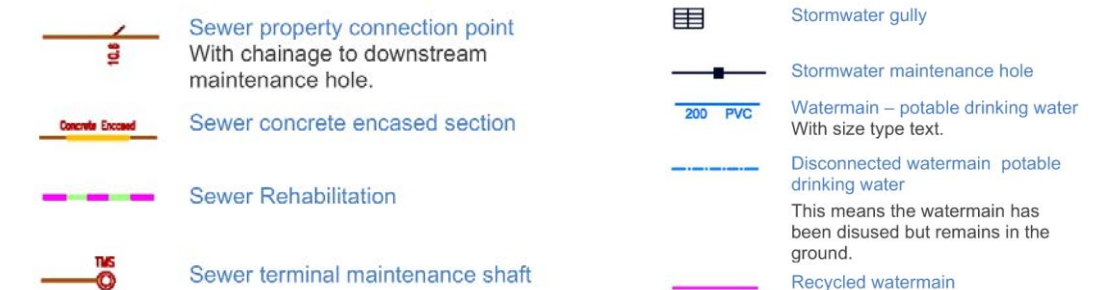 Sewer property connection point
10.6
With chainage to downstream
maintenance hole.
Concrete Encased
Sewer concrete encased section
Sewer Rehabilitation
TMS
Sewer terminal maintenance shaft
Stormwater gully
Stormwater maintenance hole
Watermain – potable drinking water
200 PVC
With size type text.
Disconnected watermain potable
drinking water
This means the watermain has
been disused but remains in the
ground.
Recycled watermain